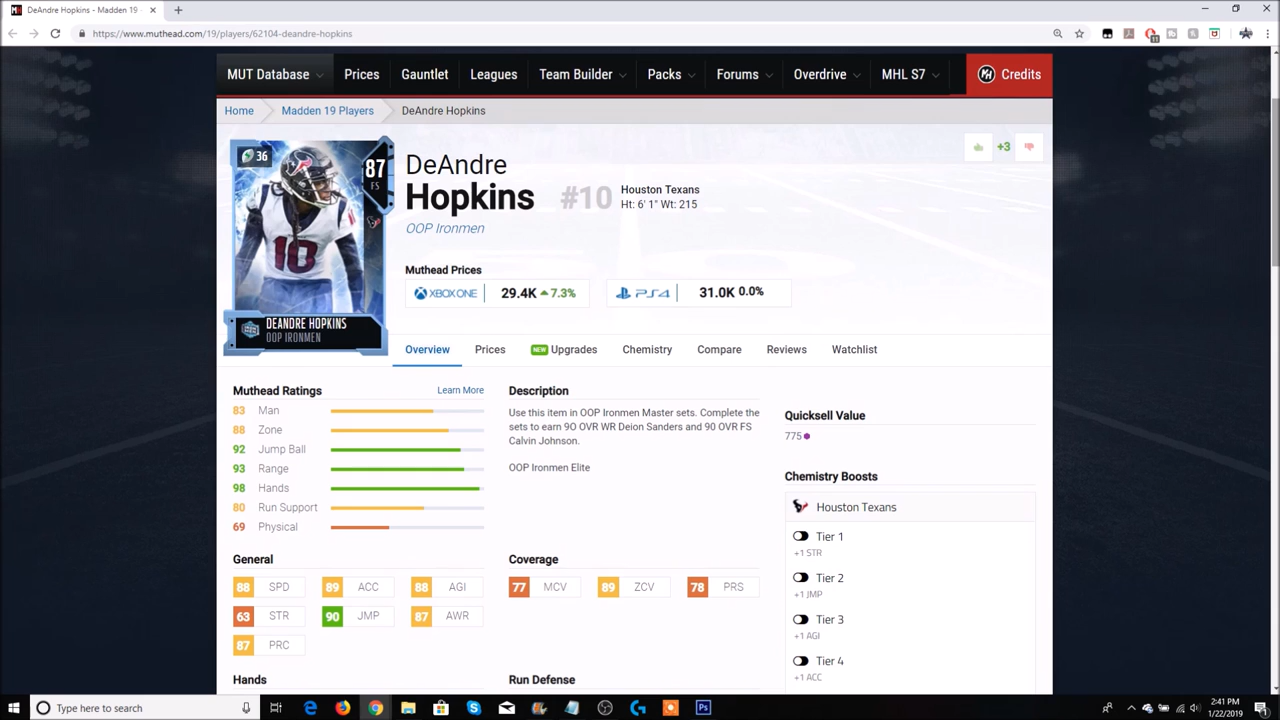 DeAndre Hopkins - Madden 19 -
https://www.muthead.com/19/players/62104-deandre-hopkins
11
MUT Database
Prices
Gauntlet
Leagues
Team Builder
Packs
Forums
Overdrive
MHL S7
Credits
Home
Madden 19 Players
DeAndre Hopkins
36
87
FS
10
DEANDRE HOPKINS
OOP IRONMEN
DeAndre
Hopkins
#10
Houston Texans
Ht: 6' 1" Wt: 215
OOP Ironmen
+3
Muthead Prices
XBOX ONE 29.4K 7.3%
PS4 31.0K 0.0%
Overview
Prices
NEW Upgrades
Chemistry
Compare
Reviews
Watchlist
Muthead Ratings
Learn More
83 Man
88 Zone
92 Jump Ball
93 Range
98 Hands
80 Run Support
69 Physical
Description
Use this item in OOP Ironmen Master sets. Complete the
sets to earn 90 OVR WR Deion Sanders and 90 OVR FS
Calvin Johnson.
OOP Ironmen Elite
Quicksell Value
775
Chemistry Boosts
Houston Texans
Tier 1
+1 STR
Tier 2
+1 JMP
Tier 3
+1 AGI
Tier 4
+1 ACC
General
88 SPD 89 ACC 88 AGI
63 STR 90 JMP 87 AWR
87 PRC
Coverage
77 MCV 89 ZCV 78 PRS
Hands
Run Defense
Type here to search
2:41 PM
1/22/2019